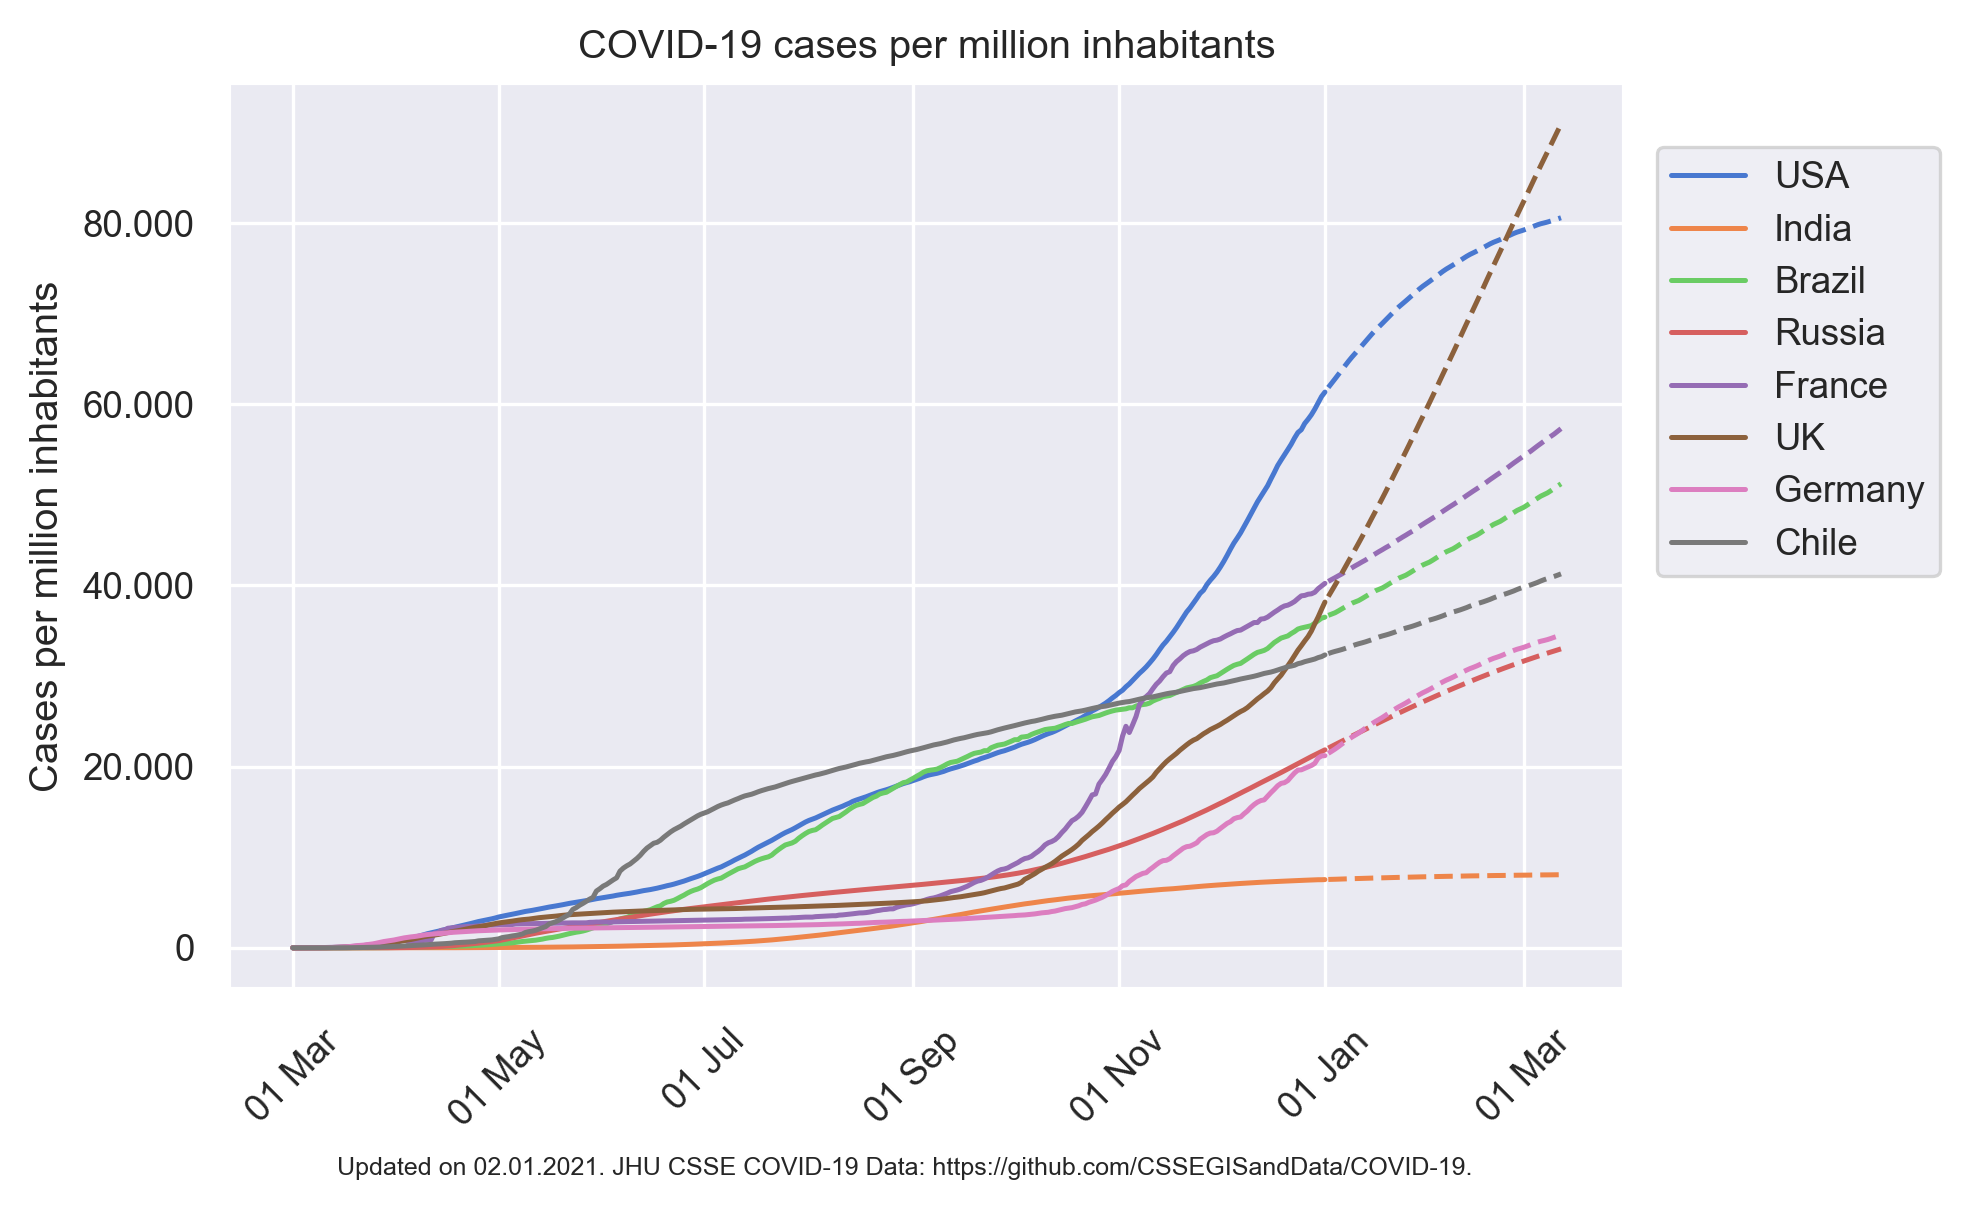 COVID-19 cases per million inhabitants
Cases per million inhabitants
80.000
60.000
40.000
20.000
0
01 Mar
01 May
01 Jul
01 Sep
01 Nov
01 Jan
01 Mar
USA
India
Brazil
Russia
France
UK
Germany
Chile
Updated on 02.01.2021. JHU CSSE COVID-19 Data: https://github.com/CSSEGISandData/COVID-19.